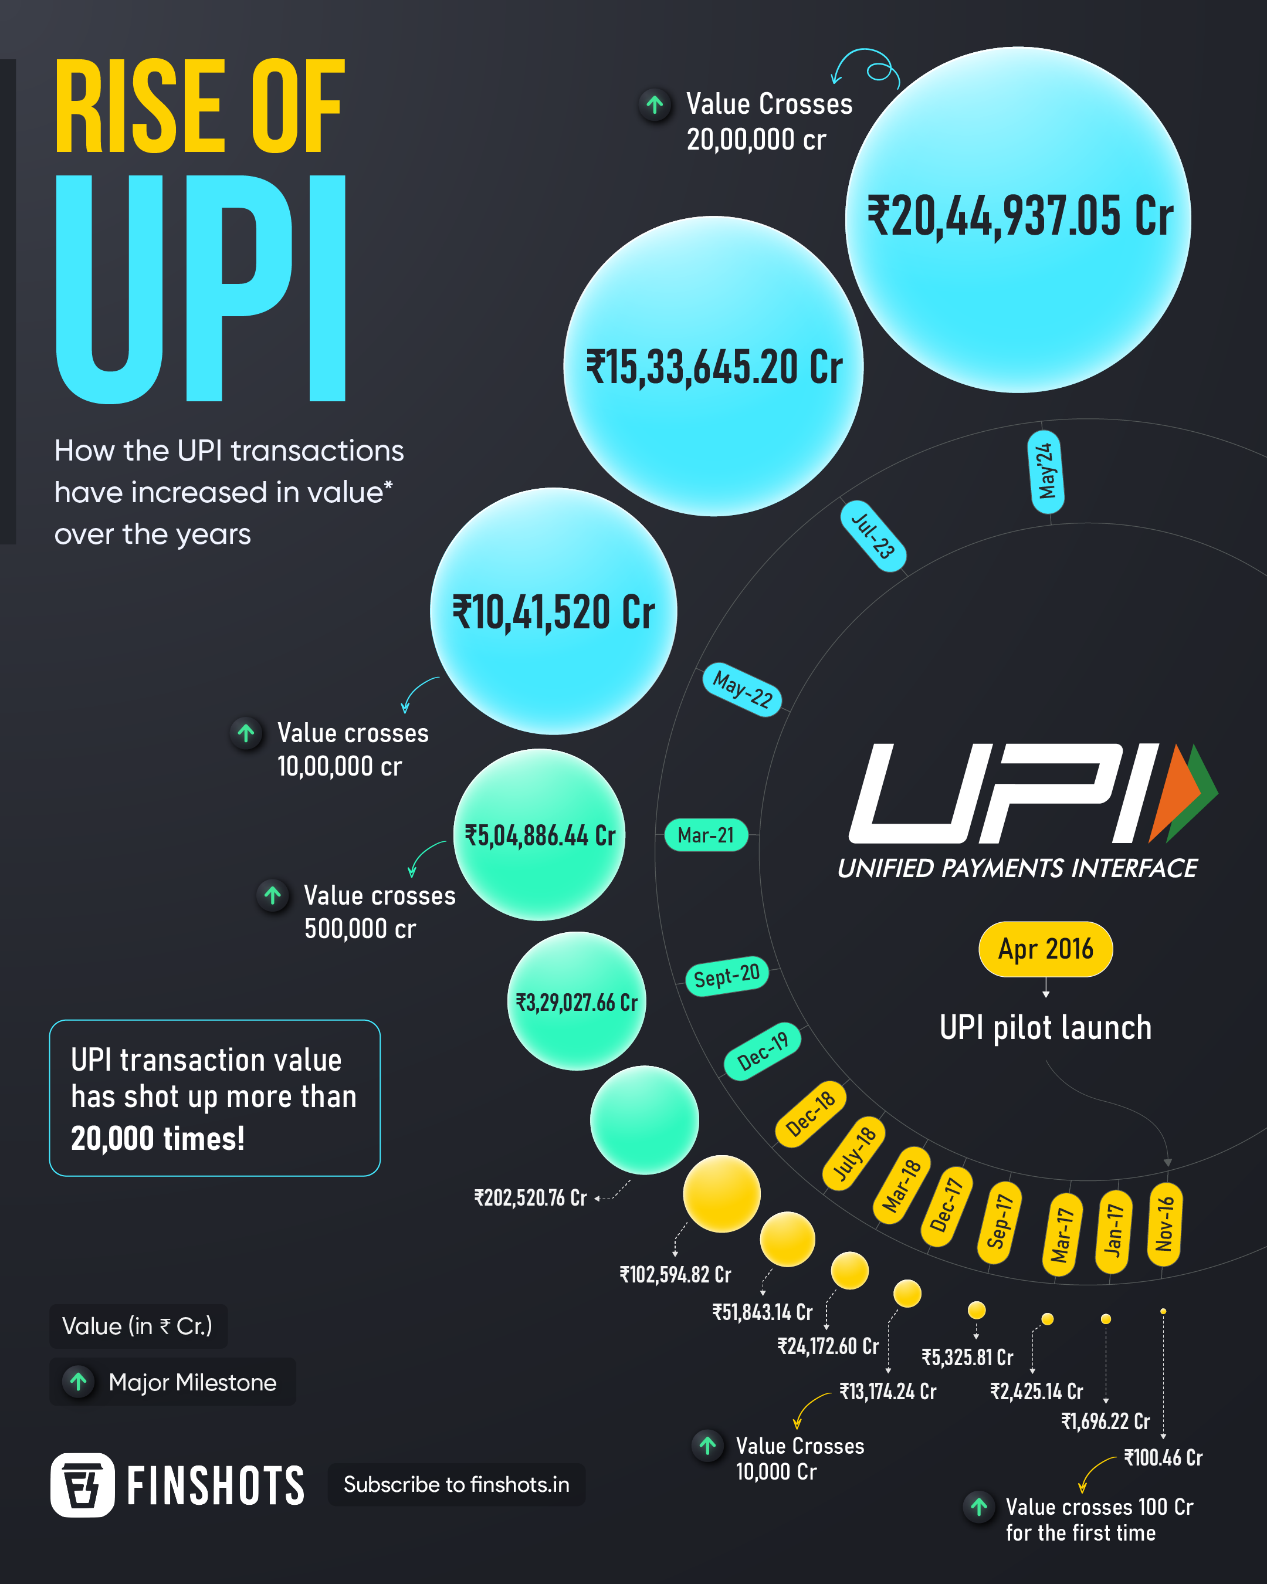 RISE OF
UPI
How the UPI transactions
have increased in value*
over the years
Value Crosses
20,00,000 cr
₹20,44,937.05 Cr
₹15,33,645.20 Cr
₹10,41,520 Cr
Value crosses
10,00,000 cr
₹5,04,886.44 Cr
Value crosses
500,000 cr
₹3,29,027.66 Cr
₹202,520.76 Cr
₹102,594.82 Cr
₹51,843.14 Cr
₹24,172.60 Cr
₹13,174.24 Cr
Value Crosses
10,000 Cr
₹5,325.81 Cr
₹2,425.14 Cr
₹1,696.22 Cr
₹100.46 Cr
Value crosses 100 Cr
for the first time
May'24
Jul-23
May-22
Mar-21
Sept-20
Dec-19
Dec-18
July-18
Mar-18
Dec-17
Sep-17
Mar-17
Jan-17
Nov-16
UPI
UNIFIED PAYMENTS INTERFACE
Apr 2016
UPI pilot launch
UPI transaction value
has shot up more than
20,000 times!
Value (in ₹ Cr.)
Major Milestone
FINSHOTS
Subscribe to finshots.in